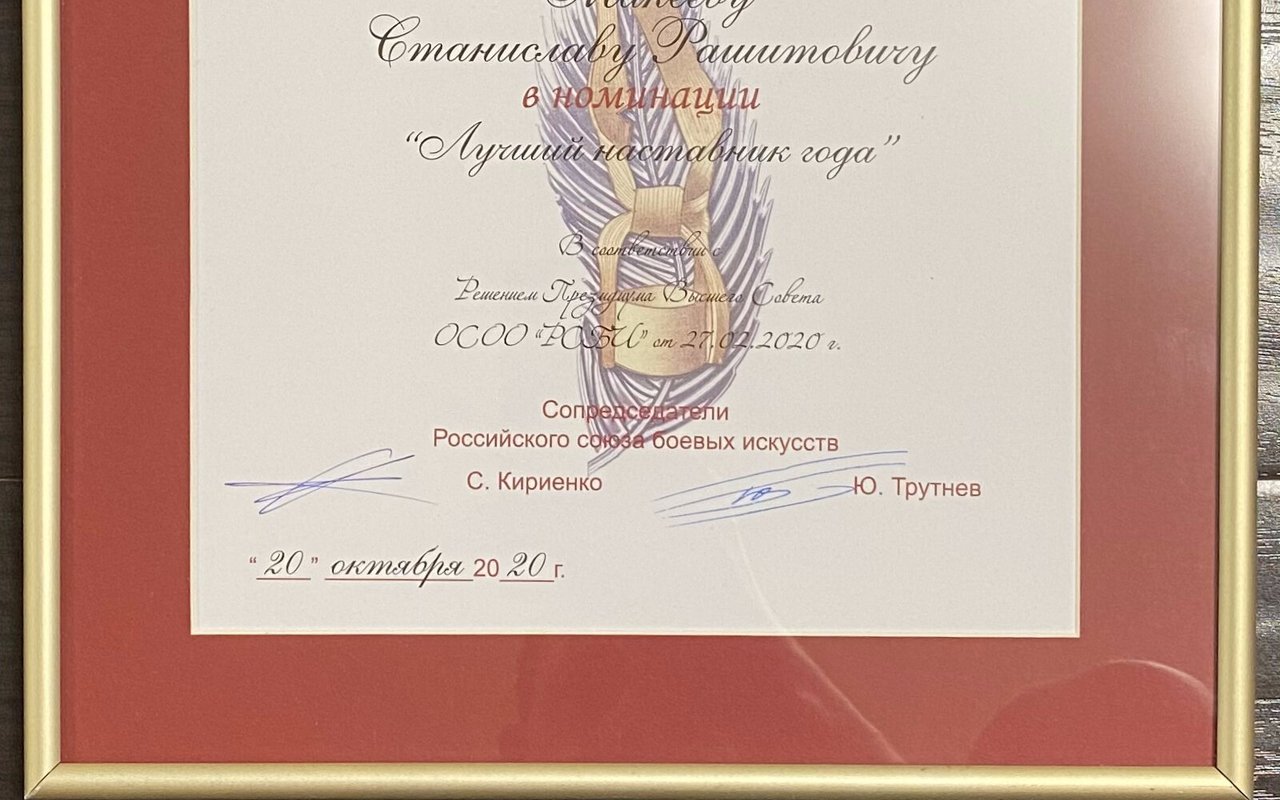 Станиславу Рашитовичу
в номинации
“Лучший наставник года”
В соответствии с
Решением Президиума Высшего Совета
ОСОО “РСБИ” от 27.02.2020 г.
Сопредседатели
Российского союза боевых искусств
С. Кириенко Ю. Трутнев
“20” октября 2020 г.